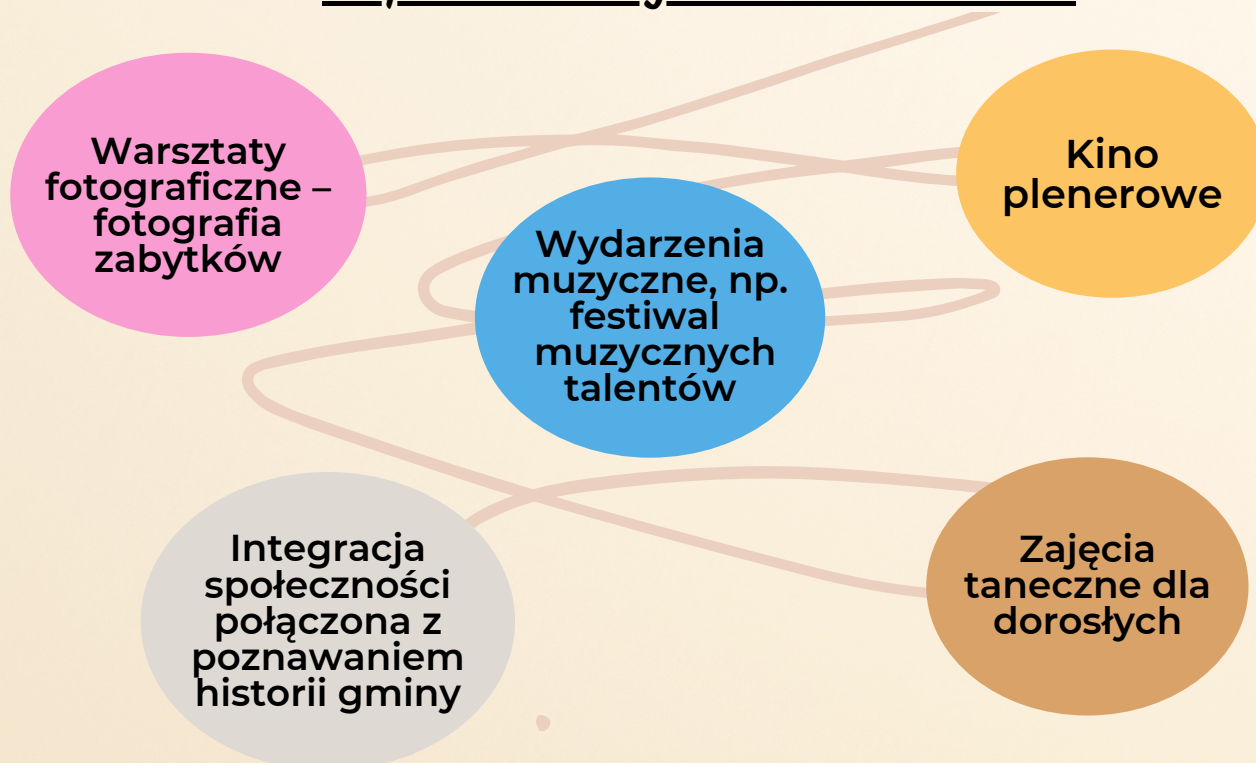 Warsztaty
fotograficzne –
fotografia
zabytków
Kino
plenerowe
Wydarzenia
muzyczne, np.
festiwal
muzycznych
talentów
Integracja
społeczności
połączona z
poznawaniem
historii gminy
Zajęcia
taneczne dla
dorosłych